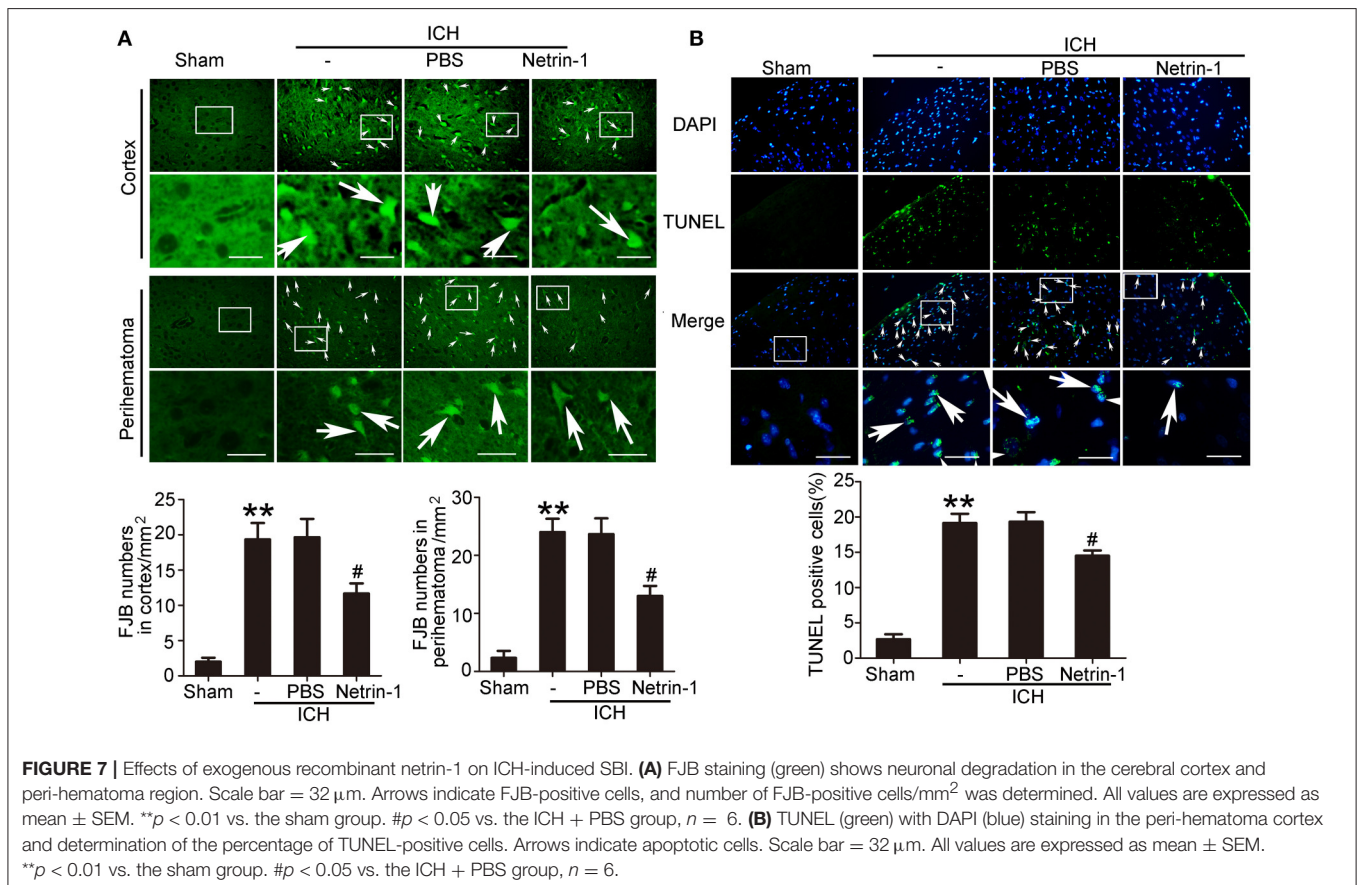 A
ICH
Sham
-
PBS
Netrin-1
Cortex
Perihematoma
B
ICH
Sham
-
PBS
Netrin-1
DAPI
TUNEL
Merge
FJB numbers
in cortex/mm²
25
20
15
10
5
0
**
#
Sham
-
PBS
Netrin-1
ICH
FJB numbers in
perihematoma /mm²
30
20
10
0
**
#
Sham
-
PBS
Netrin-1
ICH
TUNEL positive cells(%)
25
20
15
10
5
0
**
#
Sham
-
PBS
Netrin-1
ICH
FIGURE 7 | Effects of exogenous recombinant netrin-1 on ICH-induced SBI. (A) FJB staining (green) shows neuronal degradation in the cerebral cortex and
peri-hematoma region. Scale bar = 32 μm. Arrows indicate FJB-positive cells, and number of FJB-positive cells/mm² was determined. All values are expressed as
mean ± SEM. **p < 0.01 vs. the sham group. #p < 0.05 vs. the ICH + PBS group, n = 6. (B) TUNEL (green) with DAPI (blue) staining in the peri-hematoma cortex
and determination of the percentage of TUNEL-positive cells. Arrows indicate apoptotic cells. Scale bar = 32 μm. All values are expressed as mean ± SEM.
**p < 0.01 vs. the sham group. #p < 0.05 vs. the ICH + PBS group, n = 6.